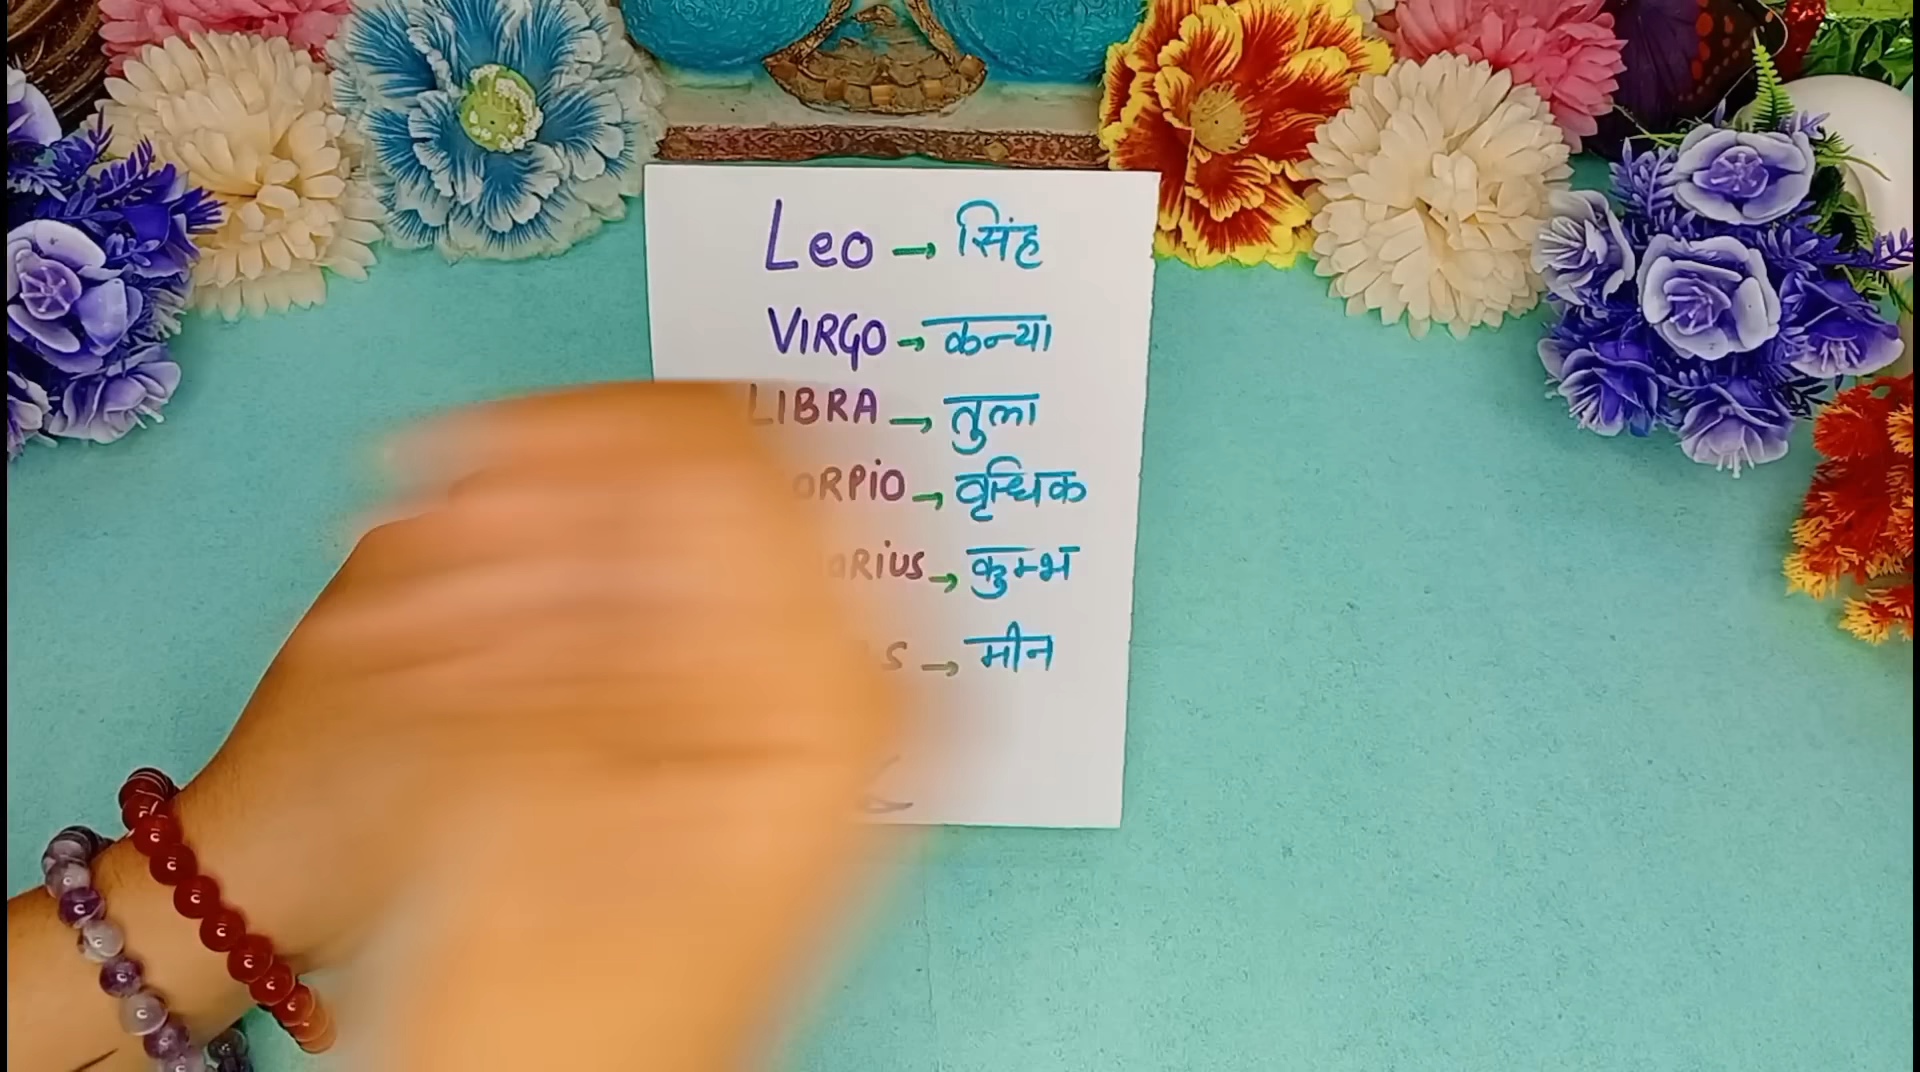 Leo → सिंह
VIRGO → कन्या
LIBRA → तुला
→ वृश्चिक
→ कुम्भ
→ मीन